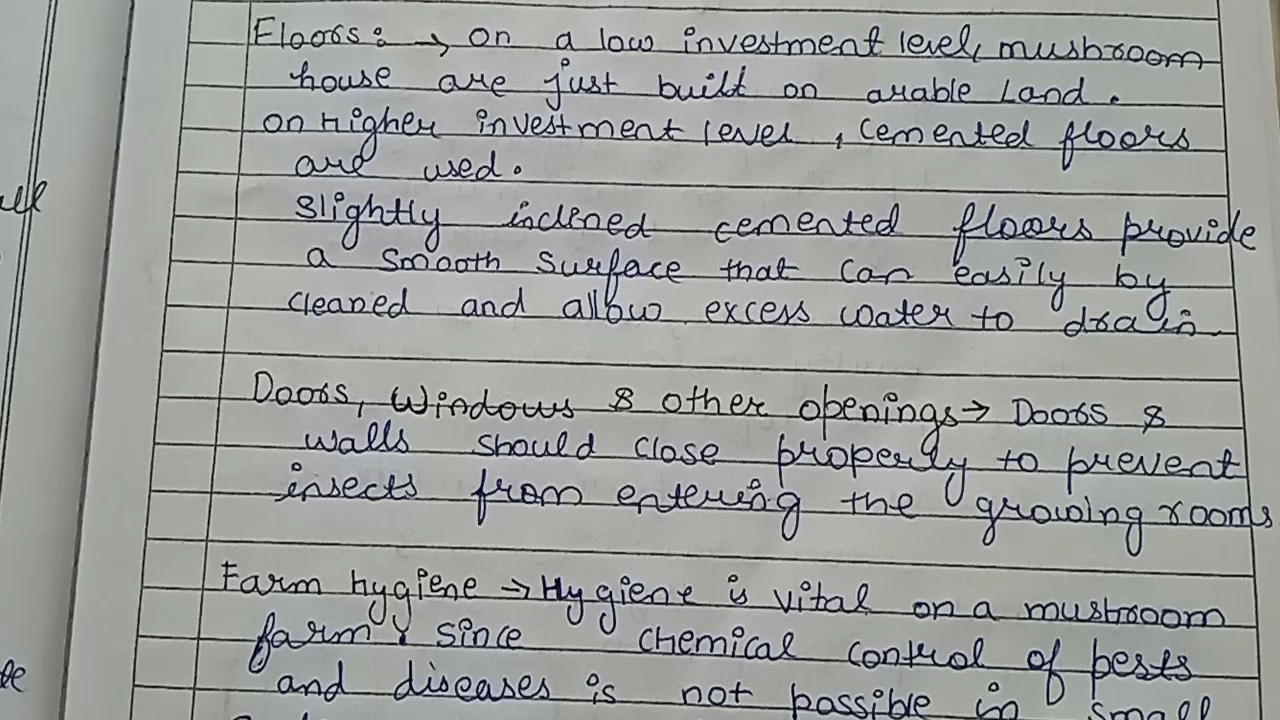 Floors: → on a low investment level, mushroom
house are just built on arable Land.
on Higher investment level, cemented floors
are used.
slightly inclined cemented floors provide
a smooth surface that can easily by
cleaned and allow excess water to drain.
Doors, Windows & other openings → Doors &
walls should close properly to prevent
insects from entering the growing rooms
Farm hygiene → Hygiene is vital on a mushroom
farm, since chemical control of pests
and diseases is not possible in small